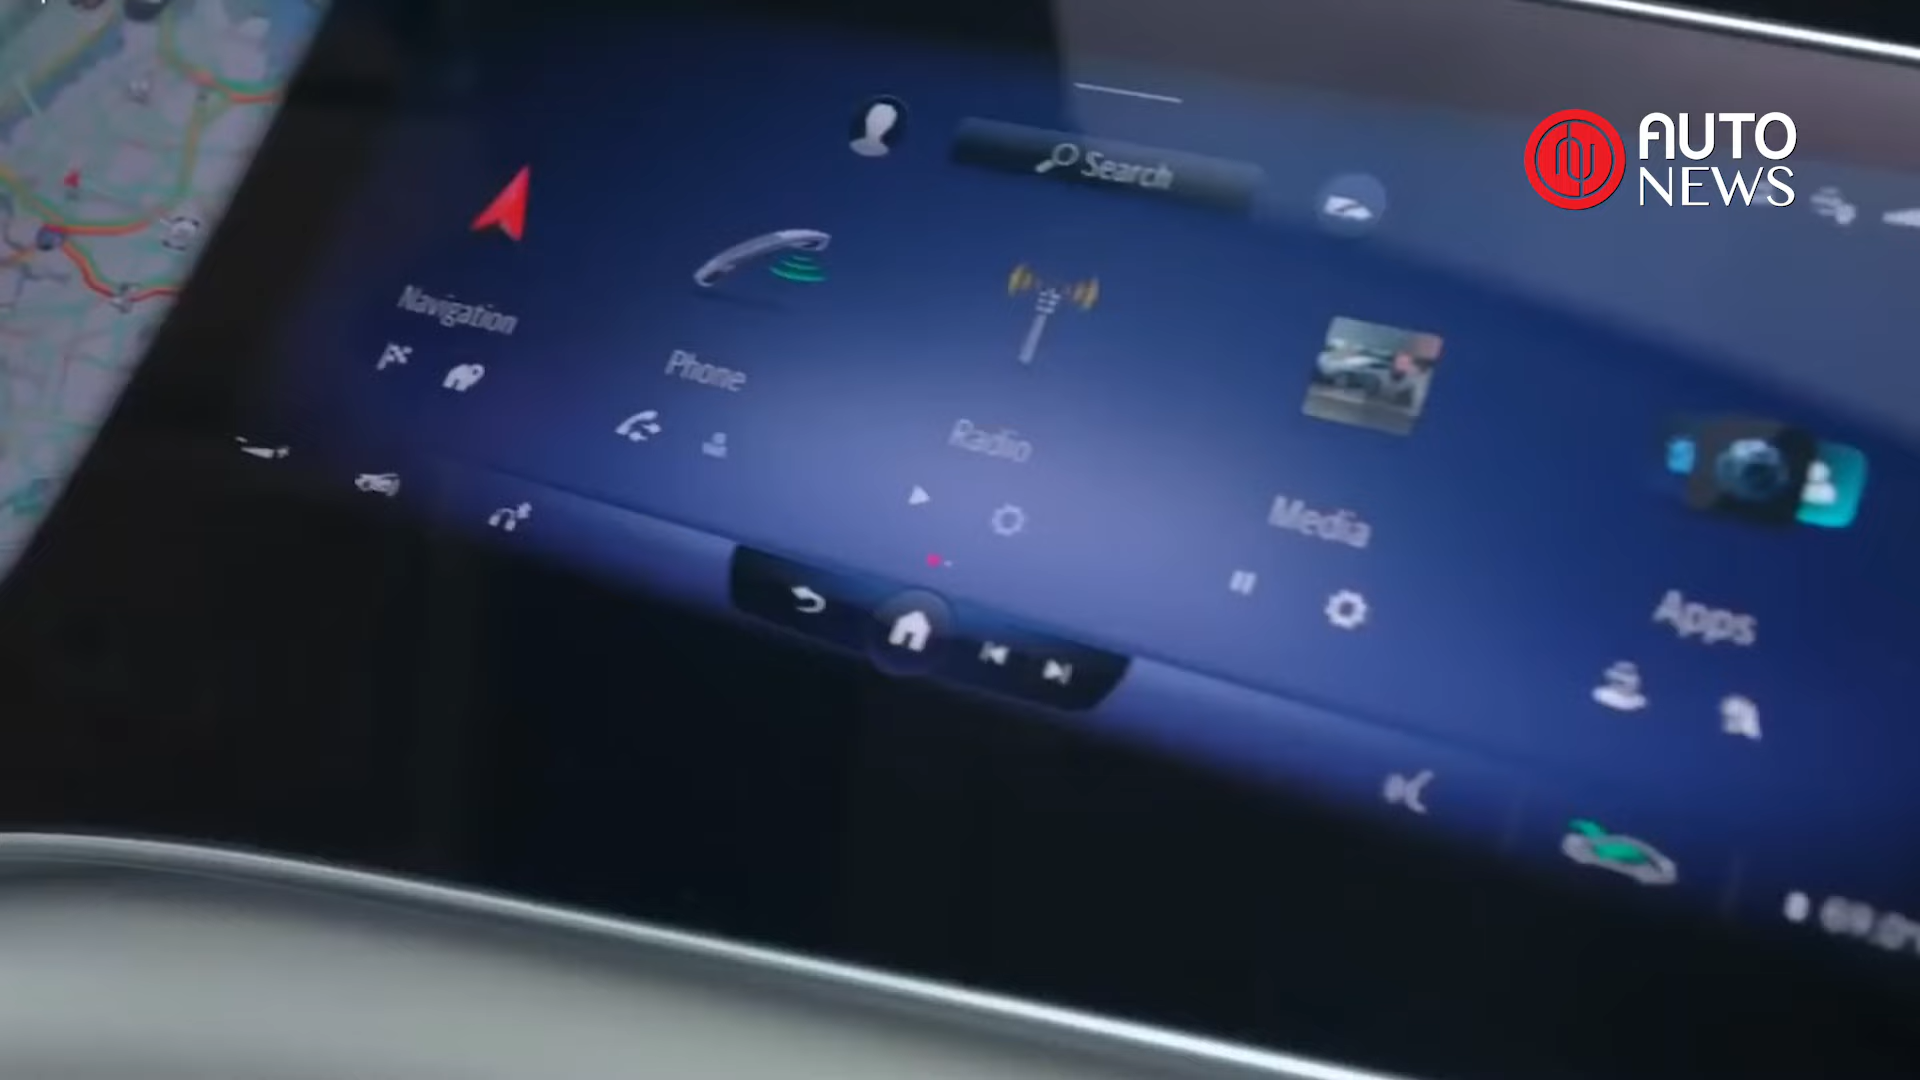 Search
AUTO
NEWS
Navigation
Phone
Radio
Media
Apps